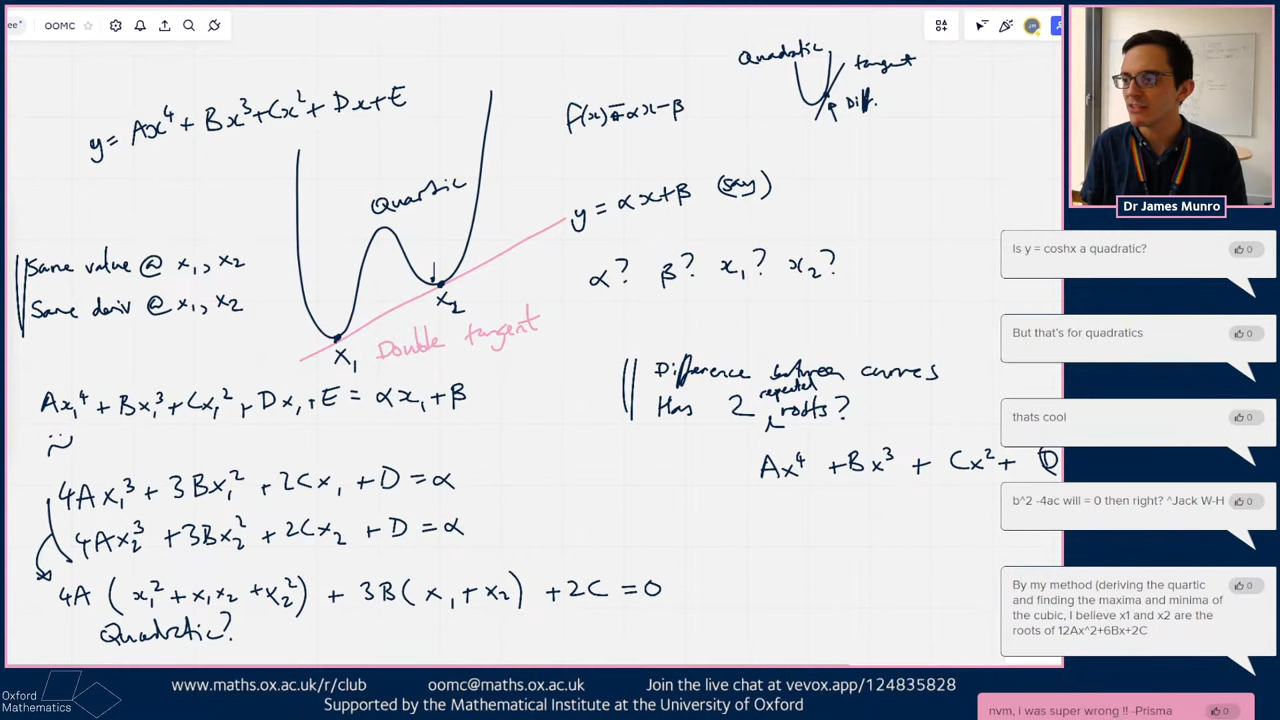 OOMC
y = Ax⁴ + Bx³ + Cx² + Dx + E
Quartic
Same value @ x₁, x₂
Same deriv @ x₁, x₂
x₁
x₂
Double tangent
Ax₁⁴ + Bx₁³ + Cx₁² + Dx₁ + E = αx₁ + β
4Ax₁³ + 3Bx₁² + 2Cx₁ + D = α
4Ax₂³ + 3Bx₂² + 2Cx₂ + D = α
4A (x₁² + x₁x₂ + x₂²) + 3B(x₁ + x₂) + 2C = 0
Quadratic?
Quadratic
tangent
Diff.
y = αx + β (say)
α? β? x₁? x₂?
Difference between curves
Has 2 repeated roots?
Ax⁴ + Bx³ + Cx² + D
Dr James Munro
Is y = coshx a quadratic?
0
But that's for quadratics
0
thats cool
0
b^2 -4ac will = 0 then right? ^Jack W-H
0
By my method (deriving the quartic
and finding the maxima and minima of
the cubic, I believe x1 and x2 are the
roots of 12Ax^2+6Bx+2C
0
nvm, i was super wrong !! -Prisma
0
Oxford
Mathematics
www.maths.ox.ac.uk/r/club oomc@maths.ox.ac.uk Join the live chat at vevox.app/124835828
Supported by the Mathematical Institute at the University of Oxford